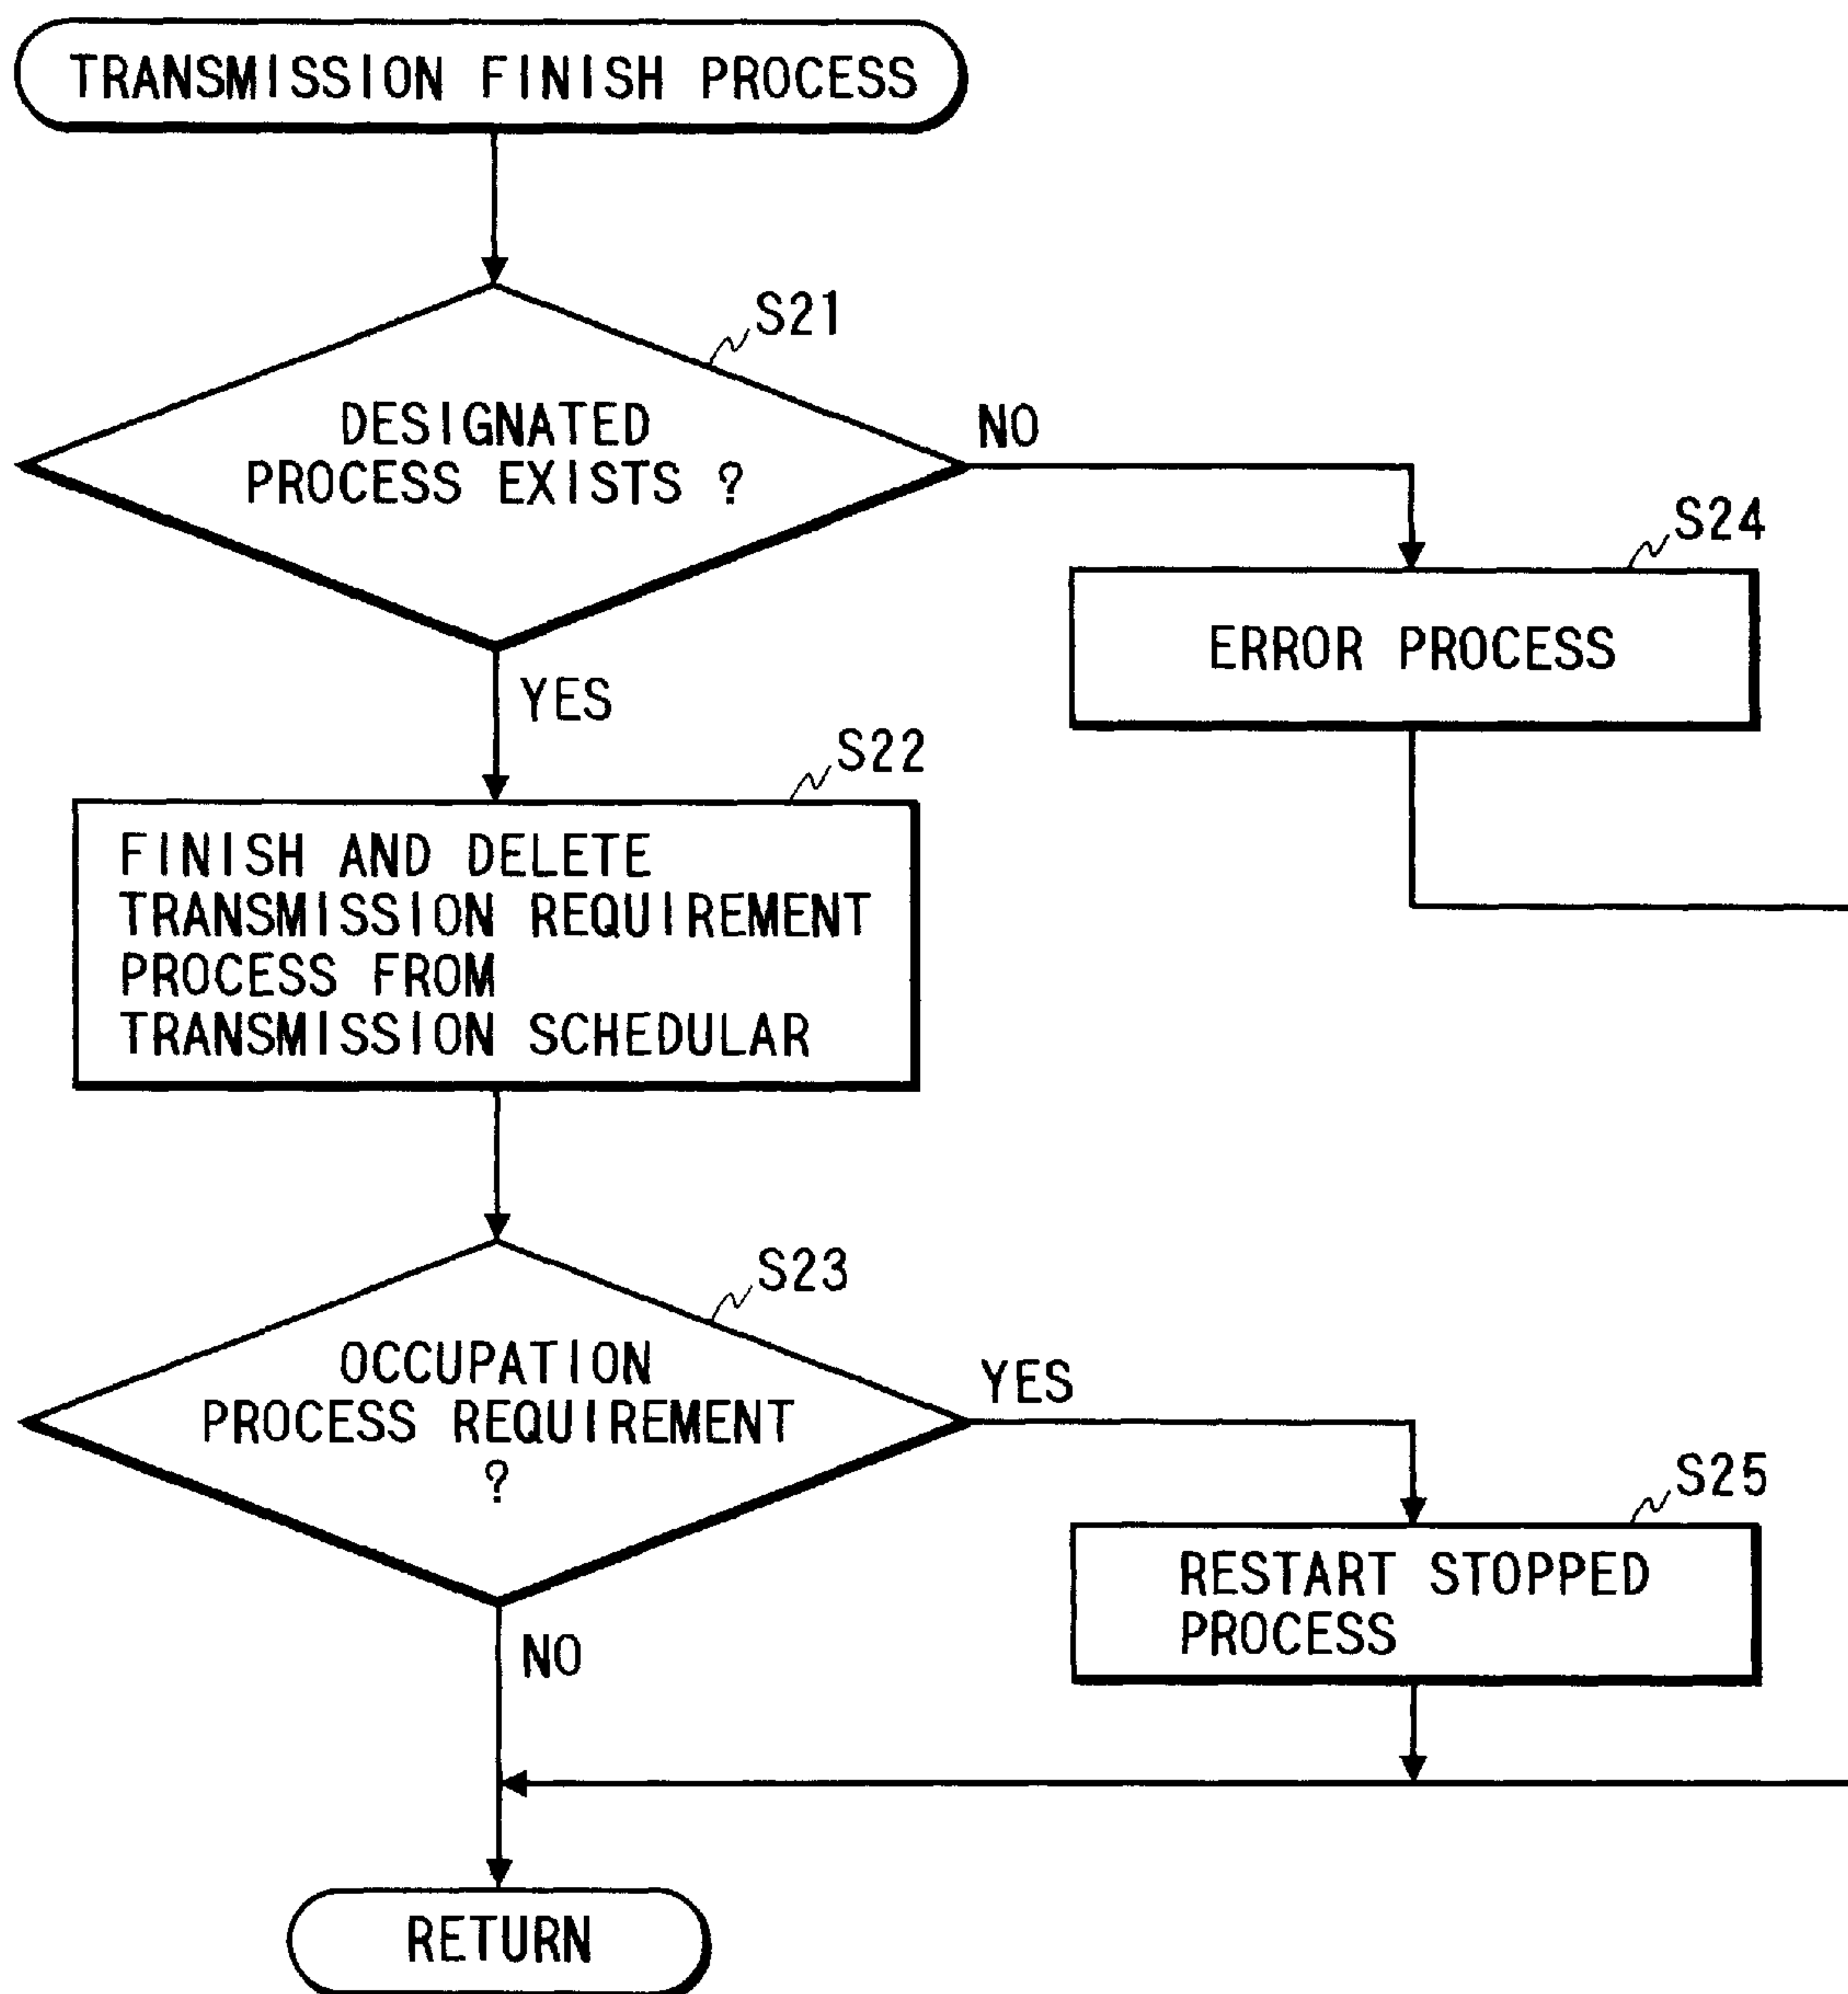 TRANSMISSION FINISH PROCESS
S21
DESIGNATED
PROCESS EXISTS ?
NO
S24
ERROR PROCESS
YES
S22
FINISH AND DELETE
TRANSMISSION REQUIREMENT
PROCESS FROM
TRANSMISSION SCHEDULAR
S23
OCCUPATION
PROCESS REQUIREMENT
?
YES
S25
RESTART STOPPED
PROCESS
NO
RETURN